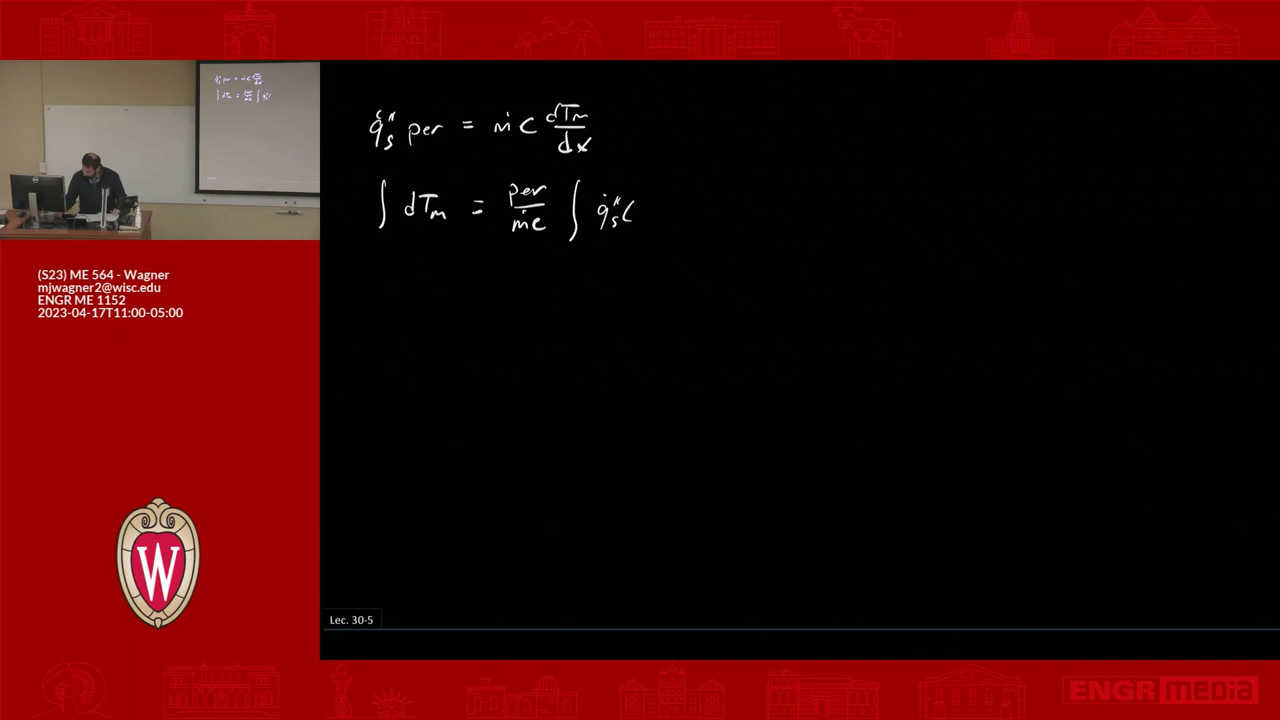 q̇ₛ″ per = ṁ c dTₘ/dx
∫ dTₘ = per/ṁc ∫ q̇ₛ″(
(S23) ME 564 - Wagner
mjwagner2@wisc.edu
ENGR ME 1152
2023-04-17T11:00-05:00
W
Lec. 30-5
ENGR media